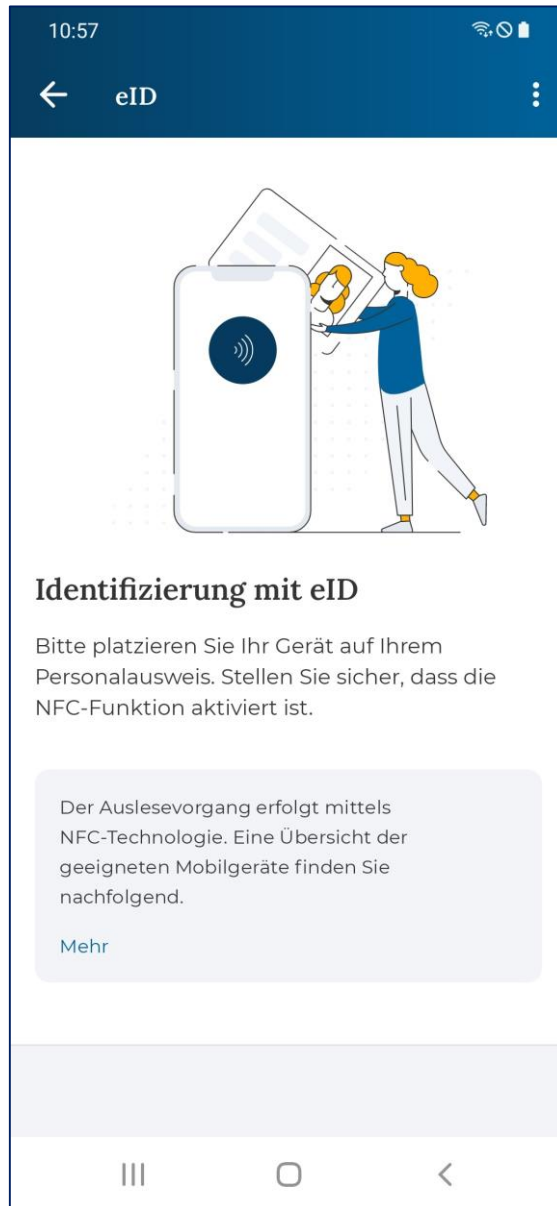 10:57
eID
Identifizierung mit eID
Bitte platzieren Sie Ihr Gerät auf Ihrem
Personalausweis. Stellen Sie sicher, dass die
NFC-Funktion aktiviert ist.
Der Auslesevorgang erfolgt mittels
NFC-Technologie. Eine Übersicht der
geeigneten Mobilgeräte finden Sie
nachfolgend.
Mehr